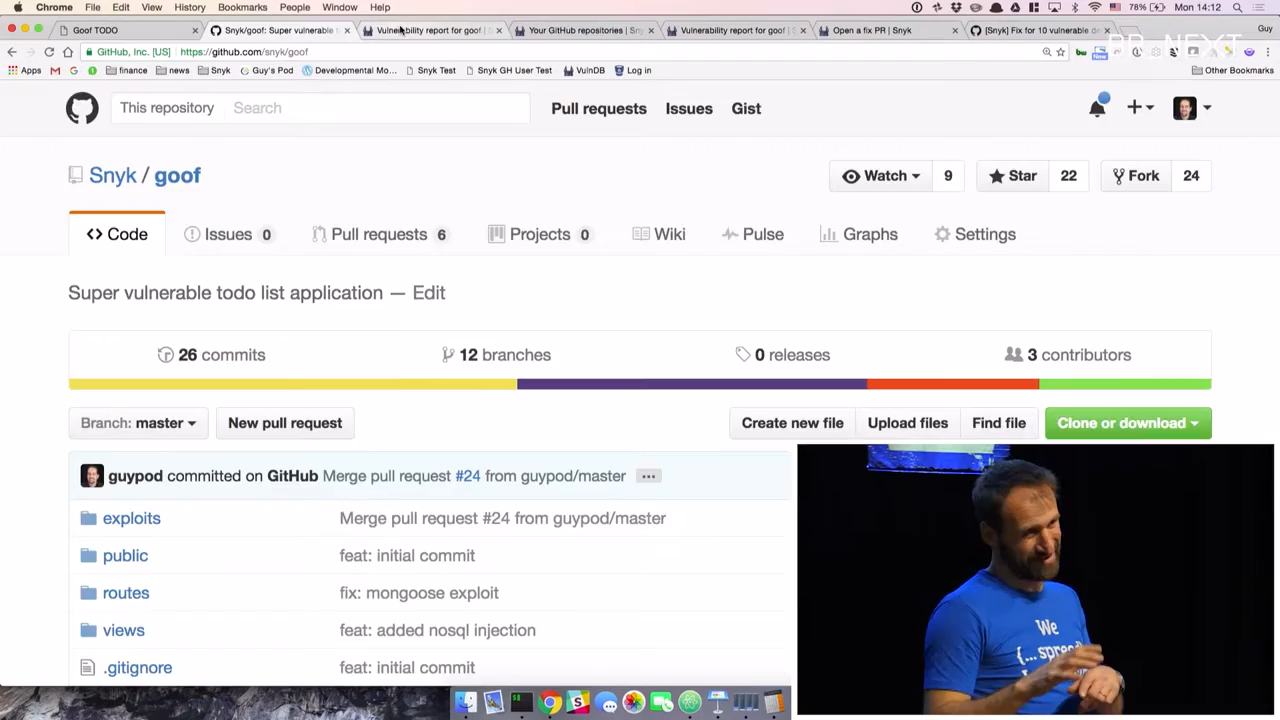 Chrome File Edit View History Bookmarks People Window Help 78% Mon 14:12
Goof TODO Snyk/goof: Super vulnerable Vulnerability report for goof | Your GitHub repositories | Sny Vulnerability report for goof | Open a fix PR | Snyk [Snyk] Fix for 10 vulnerable de Guy
BR NEXT
GitHub, Inc. [US] https://github.com/snyk/goof
Apps finance news Snyk Guy's Pod Developmental Mo... Snyk Test Snyk GH User Test VulnDB Log in Other Bookmarks
This repository Search Pull requests Issues Gist
Snyk / goof Watch 9 Star 22 Fork 24
Code Issues 0 Pull requests 6 Projects 0 Wiki Pulse Graphs Settings
Super vulnerable todo list application — Edit
26 commits 12 branches 0 releases 3 contributors
Branch: master New pull request Create new file Upload files Find file Clone or download
guypod committed on GitHub Merge pull request #24 from guypod/master ...
exploits Merge pull request #24 from guypod/master
public feat: initial commit
routes fix: mongoose exploit
views feat: added nosql injection
.gitignore feat: initial commit
We
{... spread